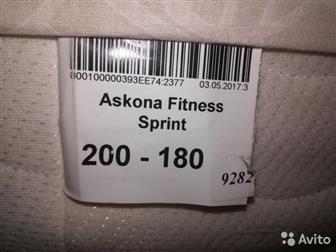 800100000393EE74:2377 03.05.2017:3
Askona Fitness
Sprint
200 - 180
9282
Avito